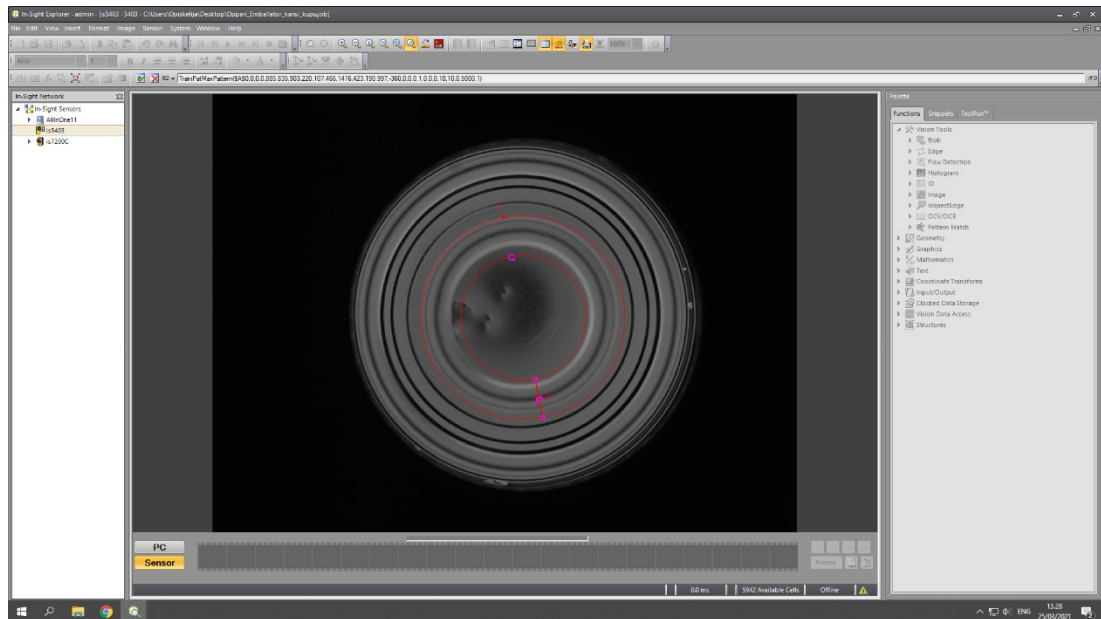 In-Sight Explorer - admin - [is5403 - 5403 - C:\Users\Opiskelija\Desktop\Oppari_Emballator_kansi_kupu.job]
File Edit View Insert Format Image Sensor System Window Help
100%
Arial
B2 =
In-Sight Network
In-Sight Sensors
AllInOne11
is5403
is7200C
Palette
Functions Snippets TestRun™
Vision Tools
Blob
Edge
Flaw Detection
Histogram
ID
Image
InspectEdge
OCV/OCR
Pattern Match
Geometry
Graphics
Mathematics
Text
Coordinate Transforms
Input/Output
Clocked Data Storage
Vision Data Access
Structures
PC
Sensor
Freeze
0.0 ms 5942 Available Cells Offline
ENG
13.28
25/03/2021